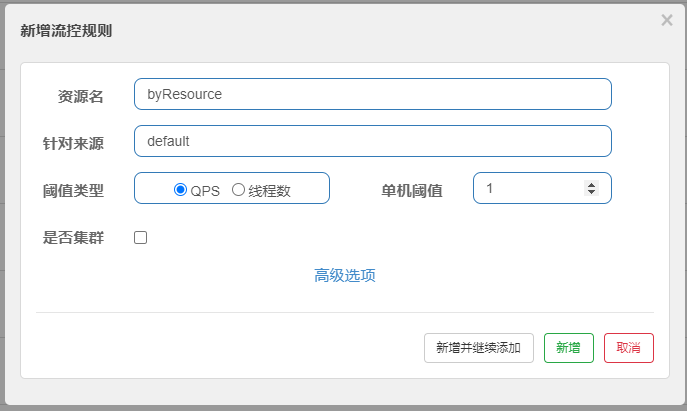 新增流控规则
×
资源名 byResource
针对来源 default
阈值类型 QPS 线程数 单机阈值 1
是否集群
高级选项
新增并继续添加 新增 取消